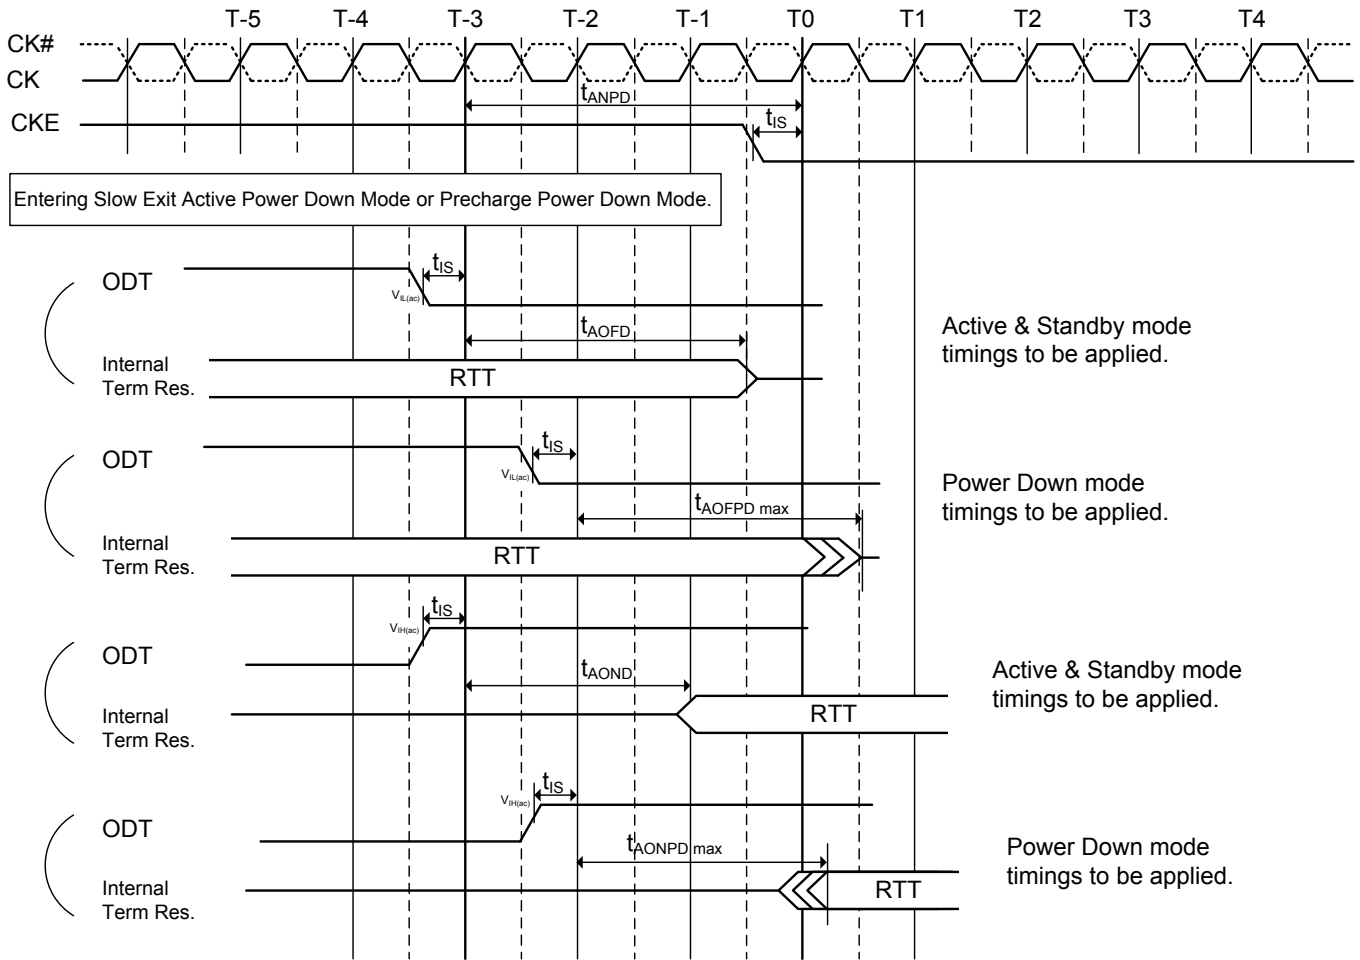 T-5 T-4 T-3 T-2 T-1 T0 T1 T2 T3 T4
CK#
CK
tANPD
CKE
tIS
Entering Slow Exit Active Power Down Mode or Precharge Power Down Mode.
ODT
tIS
VIL(ac)
tAOFD
Internal
Term Res.
RTT
Active & Standby mode
timings to be applied.
ODT
tIS
VIL(ac)
tAOFPD max
Internal
Term Res.
RTT
Power Down mode
timings to be applied.
ODT
tIS
VIH(ac)
tAOND
Internal
Term Res.
RTT
Active & Standby mode
timings to be applied.
ODT
tIS
VIH(ac)
tAONPD max
Internal
Term Res.
RTT
Power Down mode
timings to be applied.